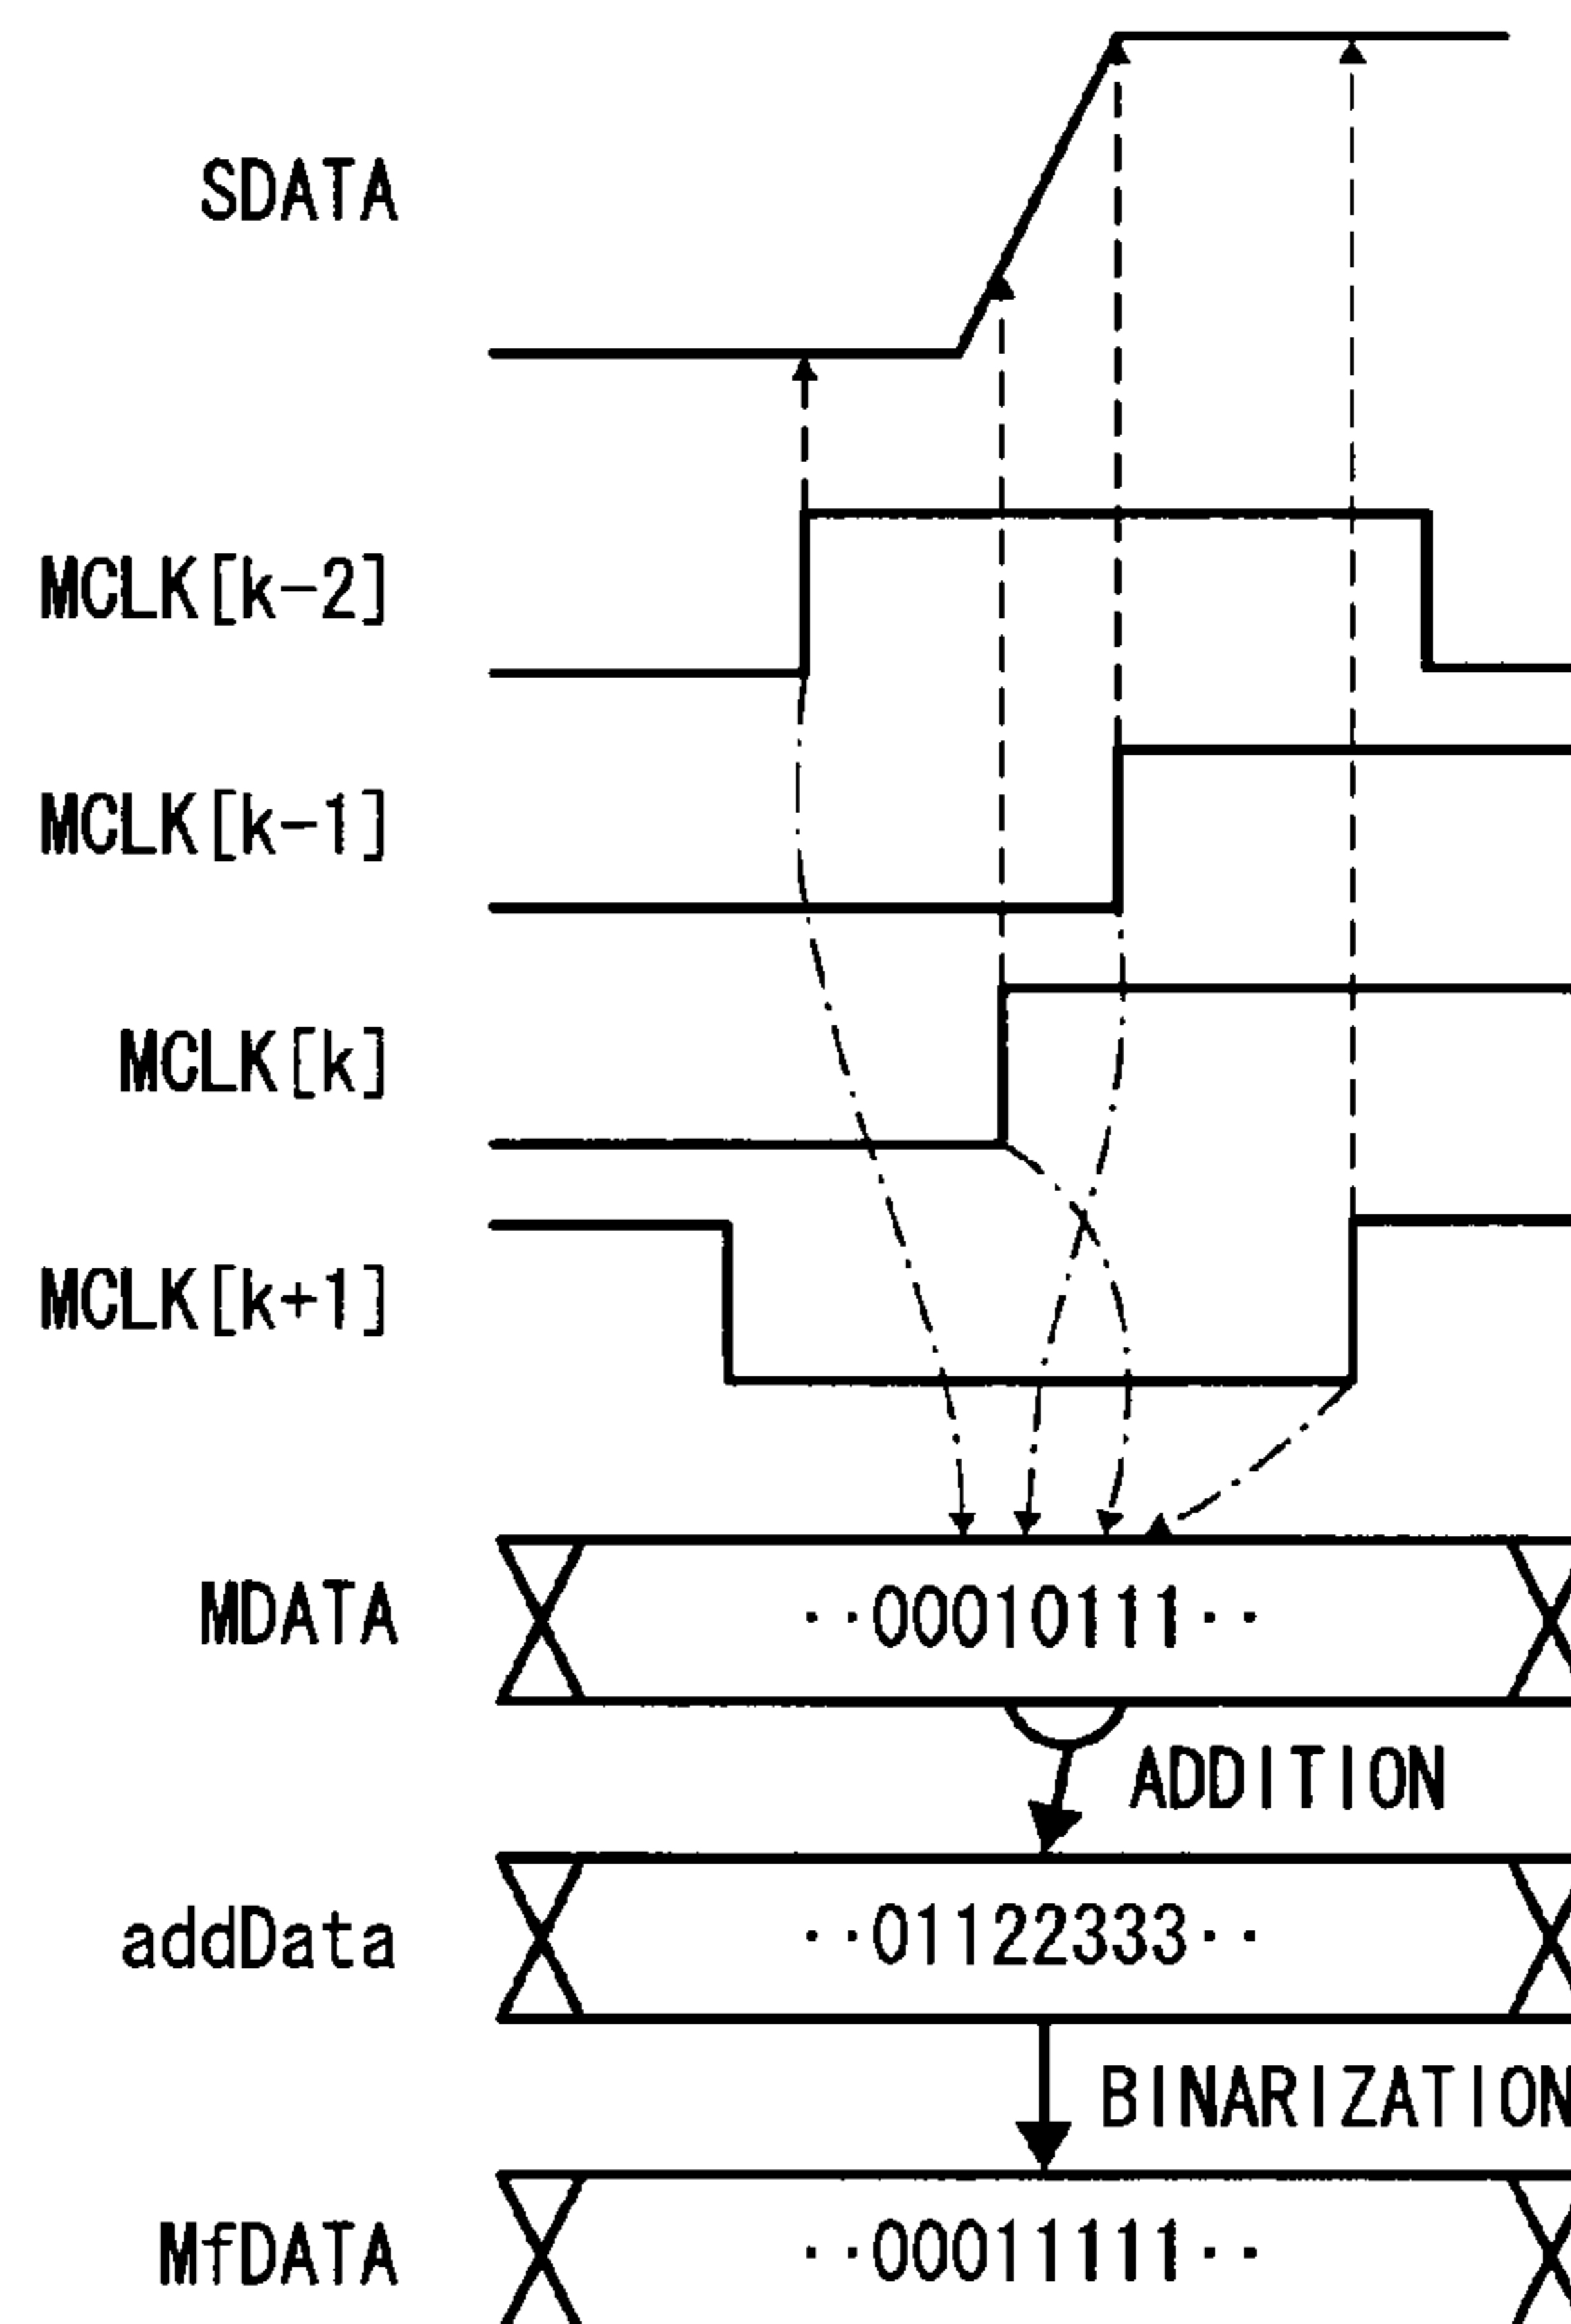 SDATA
MCLK[k-2]
MCLK[k-1]
MCLK[k]
MCLK[k+1]
MDATA ··00010111··
ADDITION
addData ··01122333··
BINARIZATION
MfDATA ··00011111··